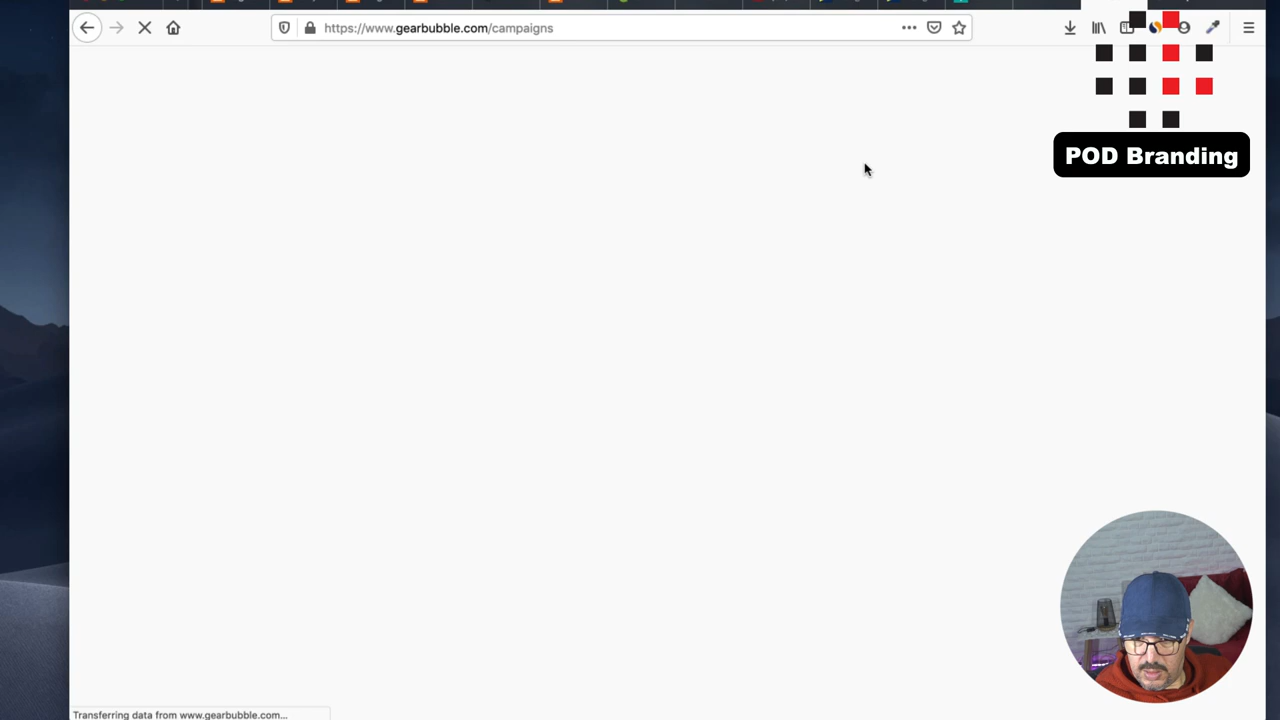 https://www.gearbubble.com/campaigns
POD Branding
Transferring data from www.gearbubble.com...